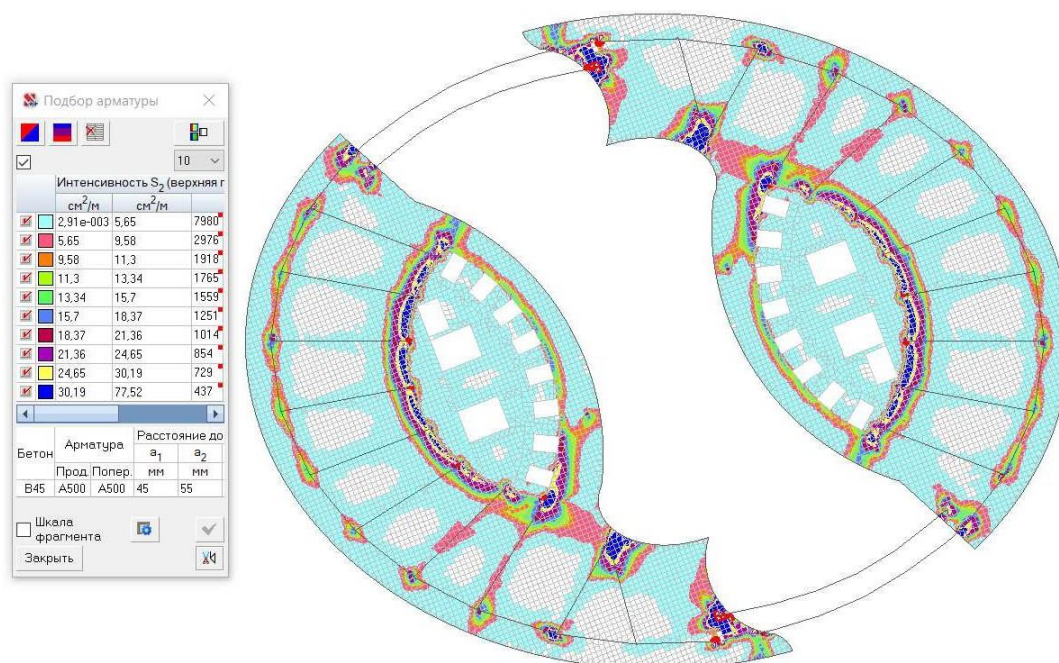 Подбор арматуры
10
Интенсивность S2 (верхняя г
см2/м см2/м
2,91e-003 5,65 7980
5,65 9,58 2976
9,58 11,3 1918
11,3 13,34 1765
13,34 15,7 1559
15,7 18,37 1251
18,37 21,36 1014
21,36 24,65 854
24,65 30,19 729
30,19 77,52 437
Бетон Арматура Расстояние до
a1 a2
Прод. Попер. мм мм
B45 A500 A500 45 55
Шкала
фрагмента
Закрыть